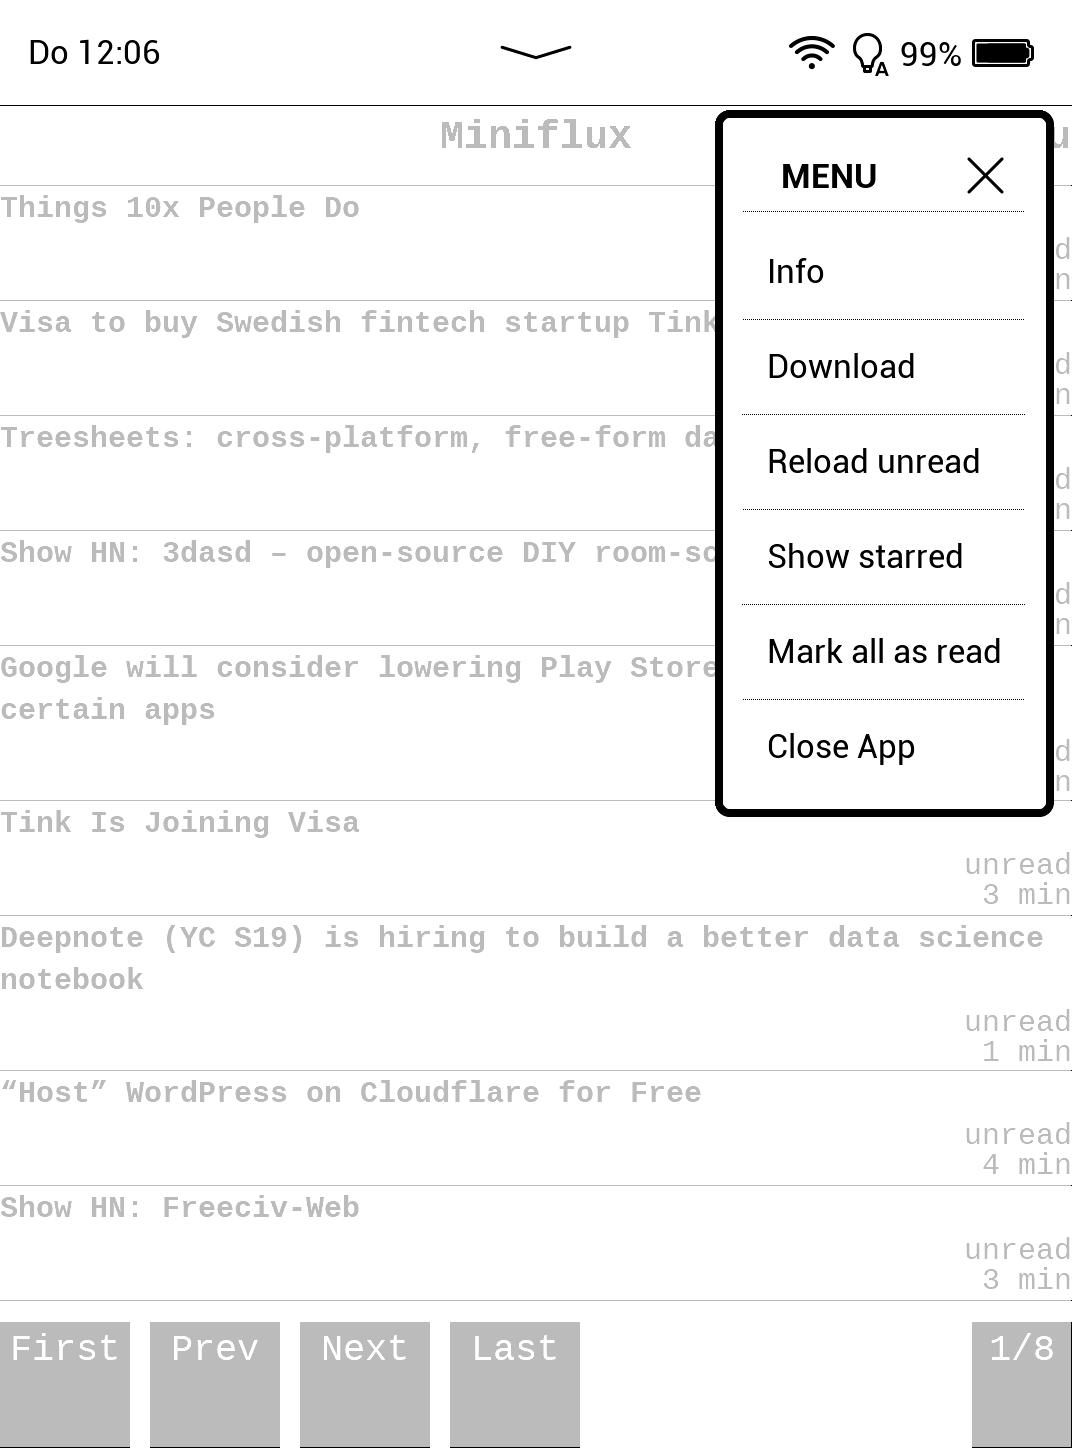 Do 12:06
A 99%
Miniflux
MENU
Info
Download
Reload unread
Show starred
Mark all as read
Close App
Things 10x People Do
Visa to buy Swedish fintech startup Tink
Treesheets: cross-platform, free-form da
Show HN: 3dasd – open-source DIY room-sc
Google will consider lowering Play Store
certain apps
Tink Is Joining Visa
unread
3 min
Deepnote (YC S19) is hiring to build a better data science
notebook
unread
1 min
“Host” WordPress on Cloudflare for Free
unread
4 min
Show HN: Freeciv-Web
unread
3 min
First Prev Next Last 1/8